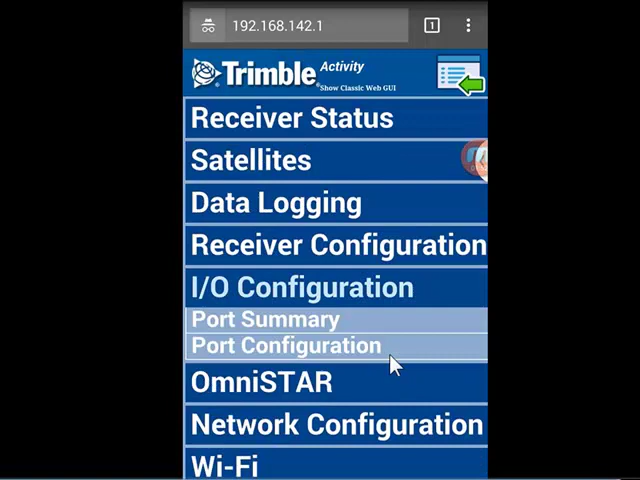 192.168.142.1
1
Trimble
Activity
Show Classic Web GUI
Receiver Status
Satellites
Data Logging
Receiver Configuration
I/O Configuration
Port Summary
Port Configuration
OmniSTAR
Network Configuration
Wi-Fi